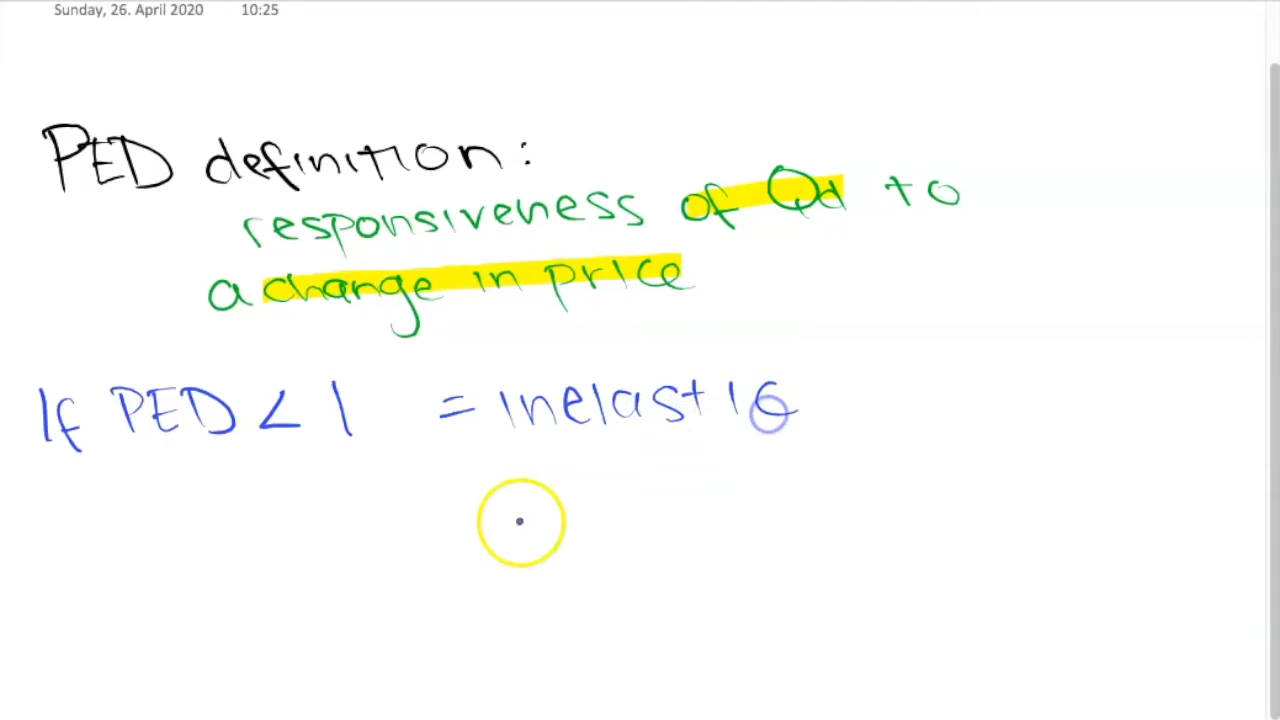 Sunday, 26. April 2020 10:25
PED definition:
responsiveness of Qd to
a change in price
If PED < 1 = inelastic